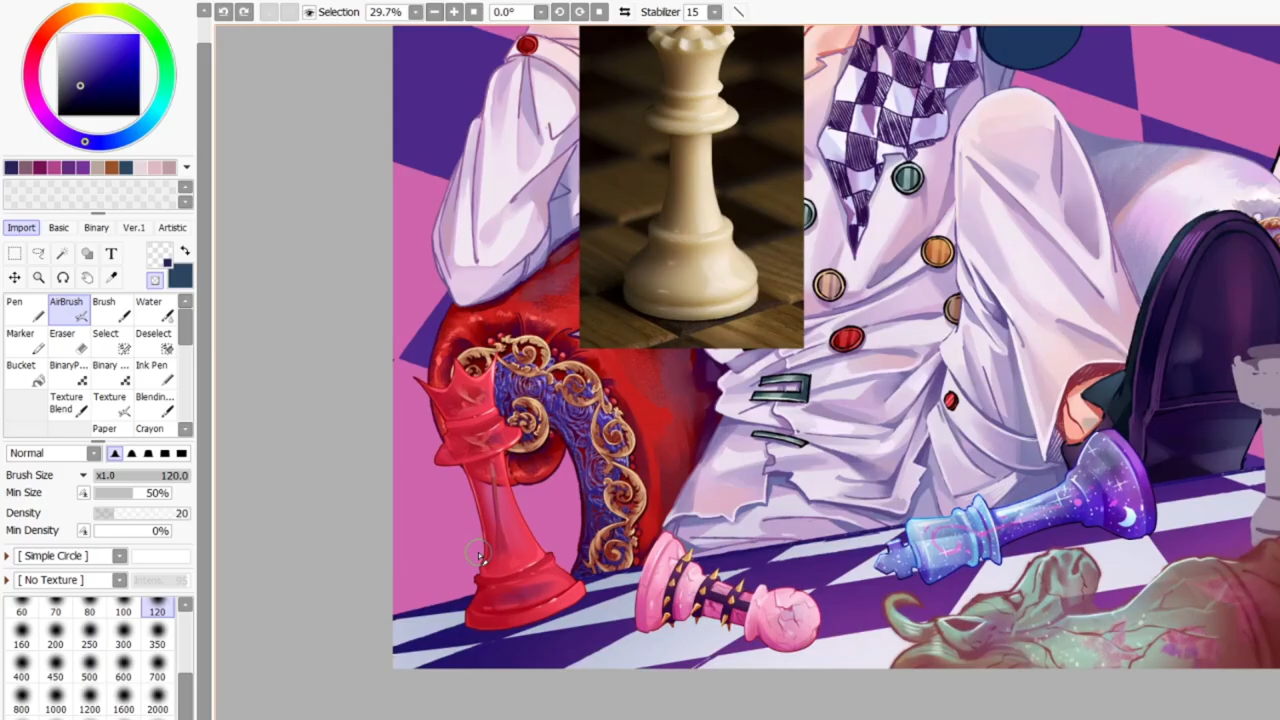 Selection 29.7% 0.0° Stabilizer 15
Import Basic Binary Ver.1 Artistic
T
Pen AirBrush Brush Water
Marker Eraser Select Deselect
Bucket BinaryP... Binary ... Ink Pen
Texture Blend Texture Blendin...
Paper Crayon
Normal
Brush Size x1.0 120.0
Min Size 50%
Density 20
Min Density 0%
[ Simple Circle ]
[ No Texture ] Intens. 95
60 70 80 100 120
160 200 250 300 350
400 450 500 600 700
800 1000 1200 1600 2000